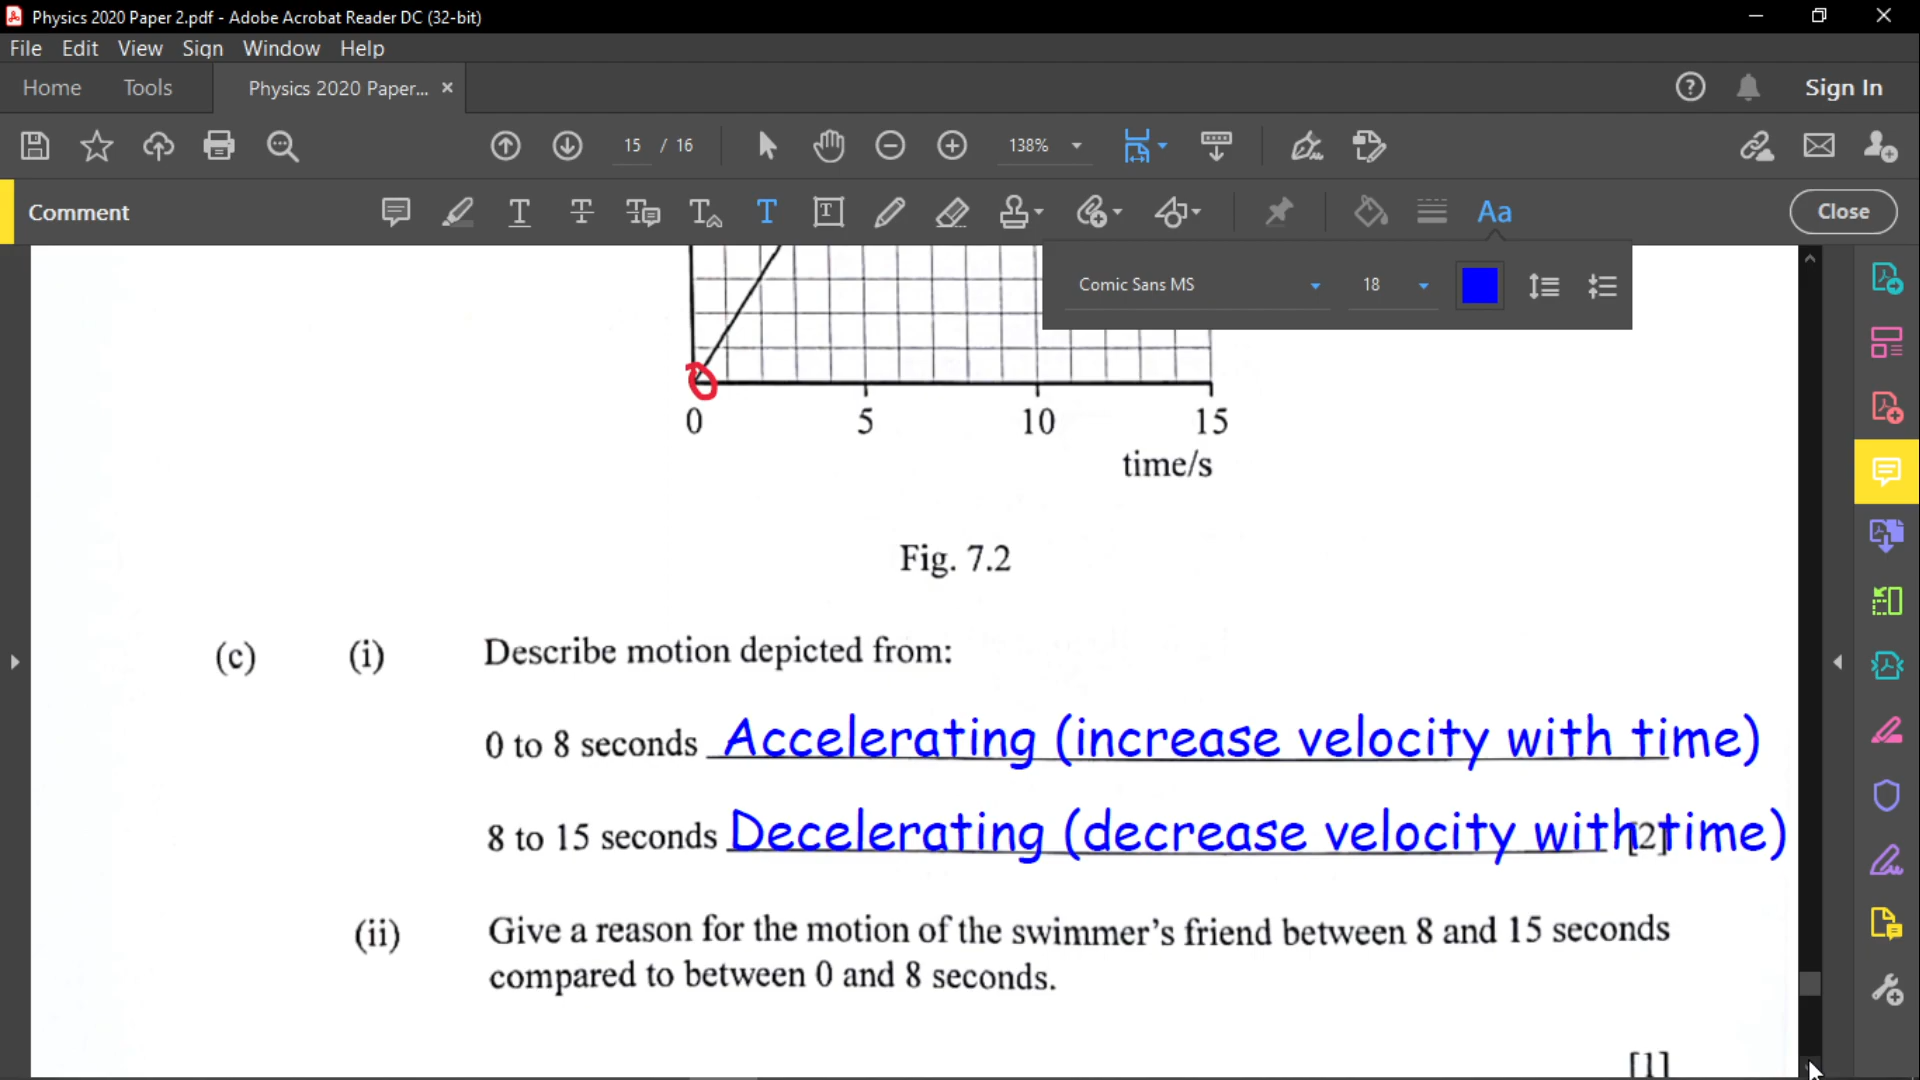 Physics 2020 Paper 2.pdf - Adobe Acrobat Reader DC (32-bit)
File Edit View Sign Window Help
Home Tools Physics 2020 Paper... × Sign In
15 / 16 138%
Comment Close
Comic Sans MS 18
0 5 10 15
time/s
Fig. 7.2
(c) (i) Describe motion depicted from:
0 to 8 seconds Accelerating (increase velocity with time)
8 to 15 seconds Decelerating (decrease velocity with time) [2]
(ii) Give a reason for the motion of the swimmer's friend between 8 and 15 seconds
compared to between 0 and 8 seconds.
[1]